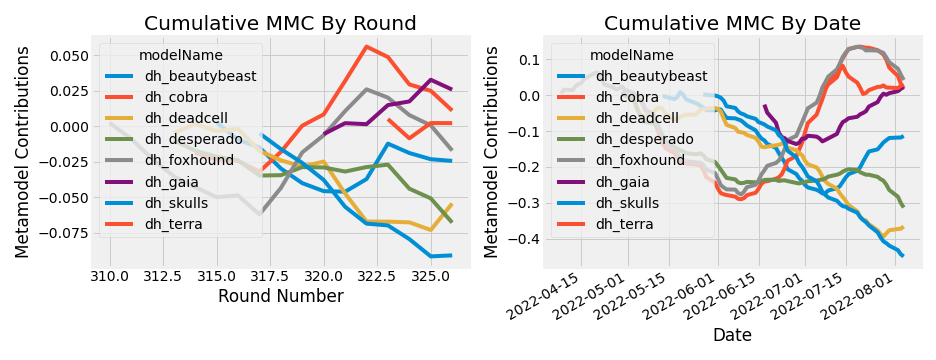 Cumulative MMC By Round
Metamodel Contributions
0.050
0.025
0.000
−0.025
−0.050
−0.075
modelName
dh_beautybeast
dh_cobra
dh_deadcell
dh_desperado
dh_foxhound
dh_gaia
dh_skulls
dh_terra
310.0 312.5 315.0 317.5 320.0 322.5 325.0
Round Number
Cumulative MMC By Date
Metamodel Contributions
0.1
0.0
−0.1
−0.2
−0.3
−0.4
modelName
dh_beautybeast
dh_cobra
dh_deadcell
dh_desperado
dh_foxhound
dh_gaia
dh_skulls
dh_terra
2022-04-15 2022-05-01 2022-05-15 2022-06-01 2022-06-15 2022-07-01 2022-07-15 2022-08-01
Date